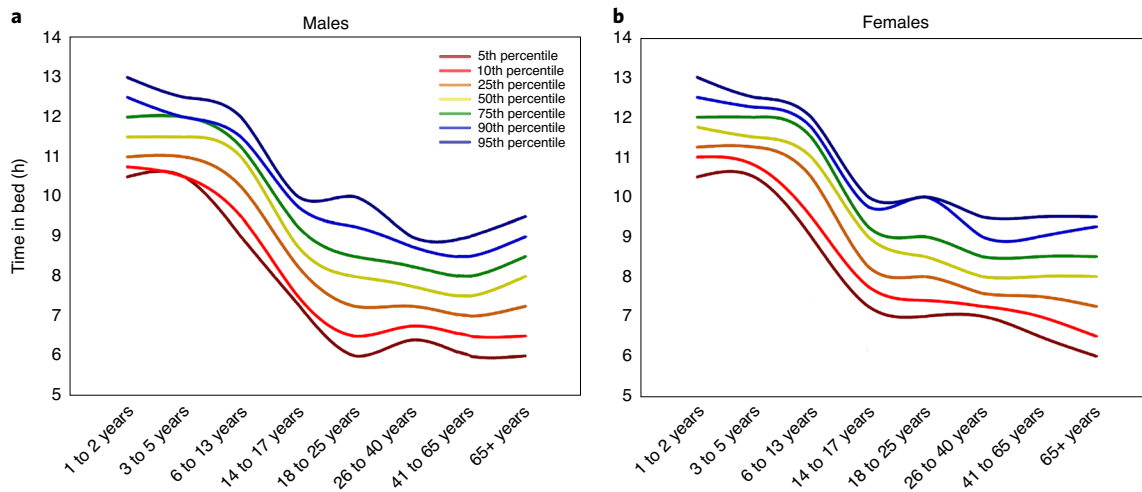 a
Males
Time in bed (h)
14
13
12
11
10
9
8
7
6
5
5th percentile
10th percentile
25th percentile
50th percentile
75th percentile
90th percentile
95th percentile
1 to 2 years
3 to 5 years
6 to 13 years
14 to 17 years
18 to 25 years
26 to 40 years
41 to 65 years
65+ years
b
Females
14
13
12
11
10
9
8
7
6
5
1 to 2 years
3 to 5 years
6 to 13 years
14 to 17 years
18 to 25 years
26 to 40 years
41 to 65 years
65+ years